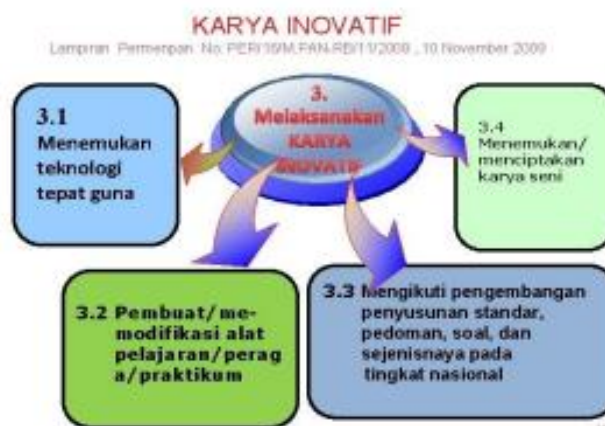 KARYA INOVATIF
Lampiran Permenpan No. PER/16/M.PAN-RB/11/2009 , 10 November 2009
3.
Melaksanakan
KARYA
INOVATIF
3.1
Menemukan
teknologi
tepat guna
3.4
Menemukan/
menciptakan
karya seni
3.2 Pembuat/me-
modifikasi alat
pelajaran/perag
a/praktikum
3.3 Mengikuti pengembangan
penyusunan standar,
pedoman, soal, dan
sejenisnaya pada
tingkat nasional